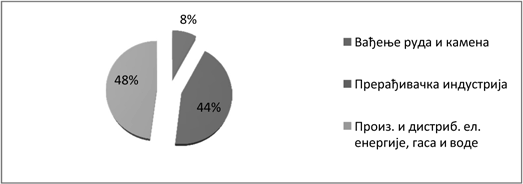 8%
48%
44%
Вађење руда и камена
Прерађивачка индустрија
Произ. и дистриб. ел.
енергије, гаса и воде